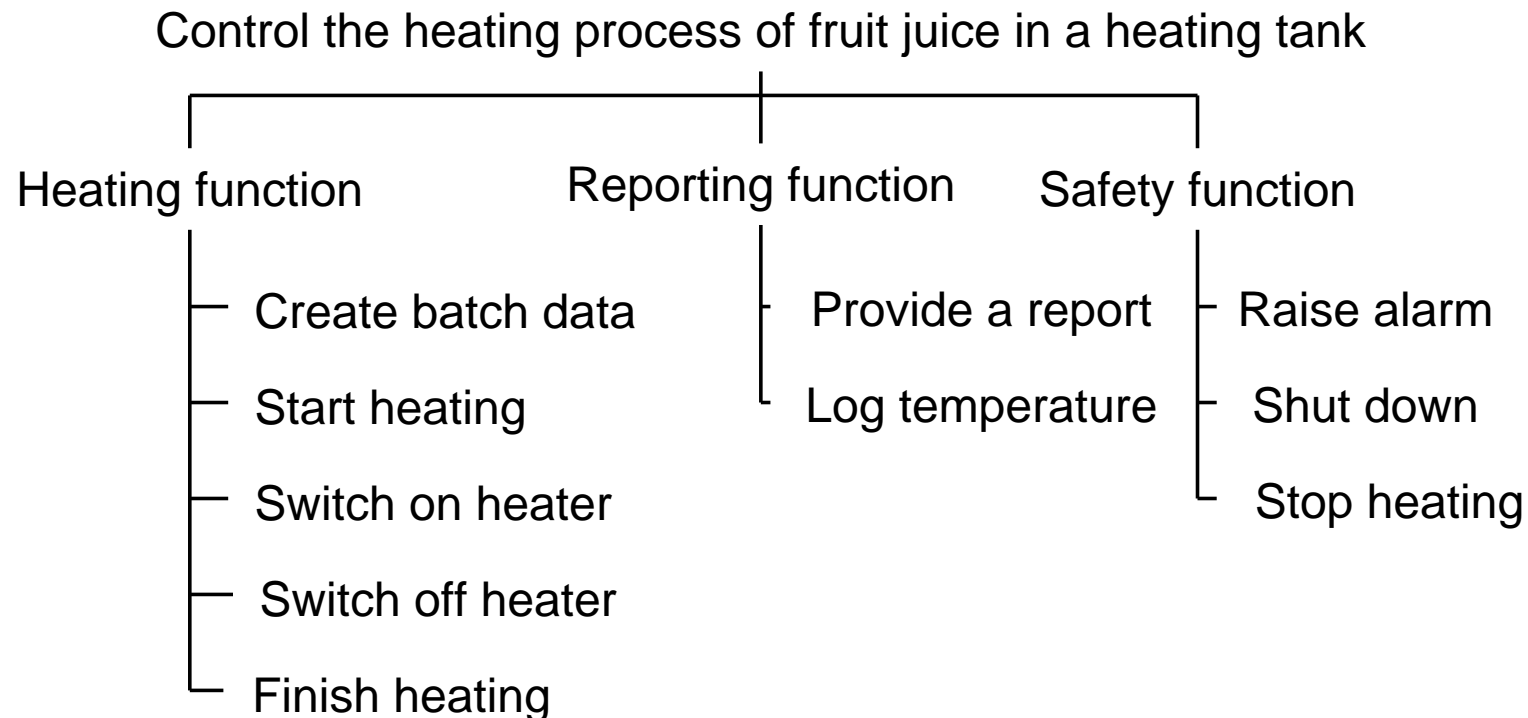 Control the heating process of fruit juice in a heating tank
Heating function
Reporting function
Safety function
Create batch data
Start heating
Switch on heater
Switch off heater
Finish heating
Provide a report
Log temperature
Raise alarm
Shut down
Stop heating